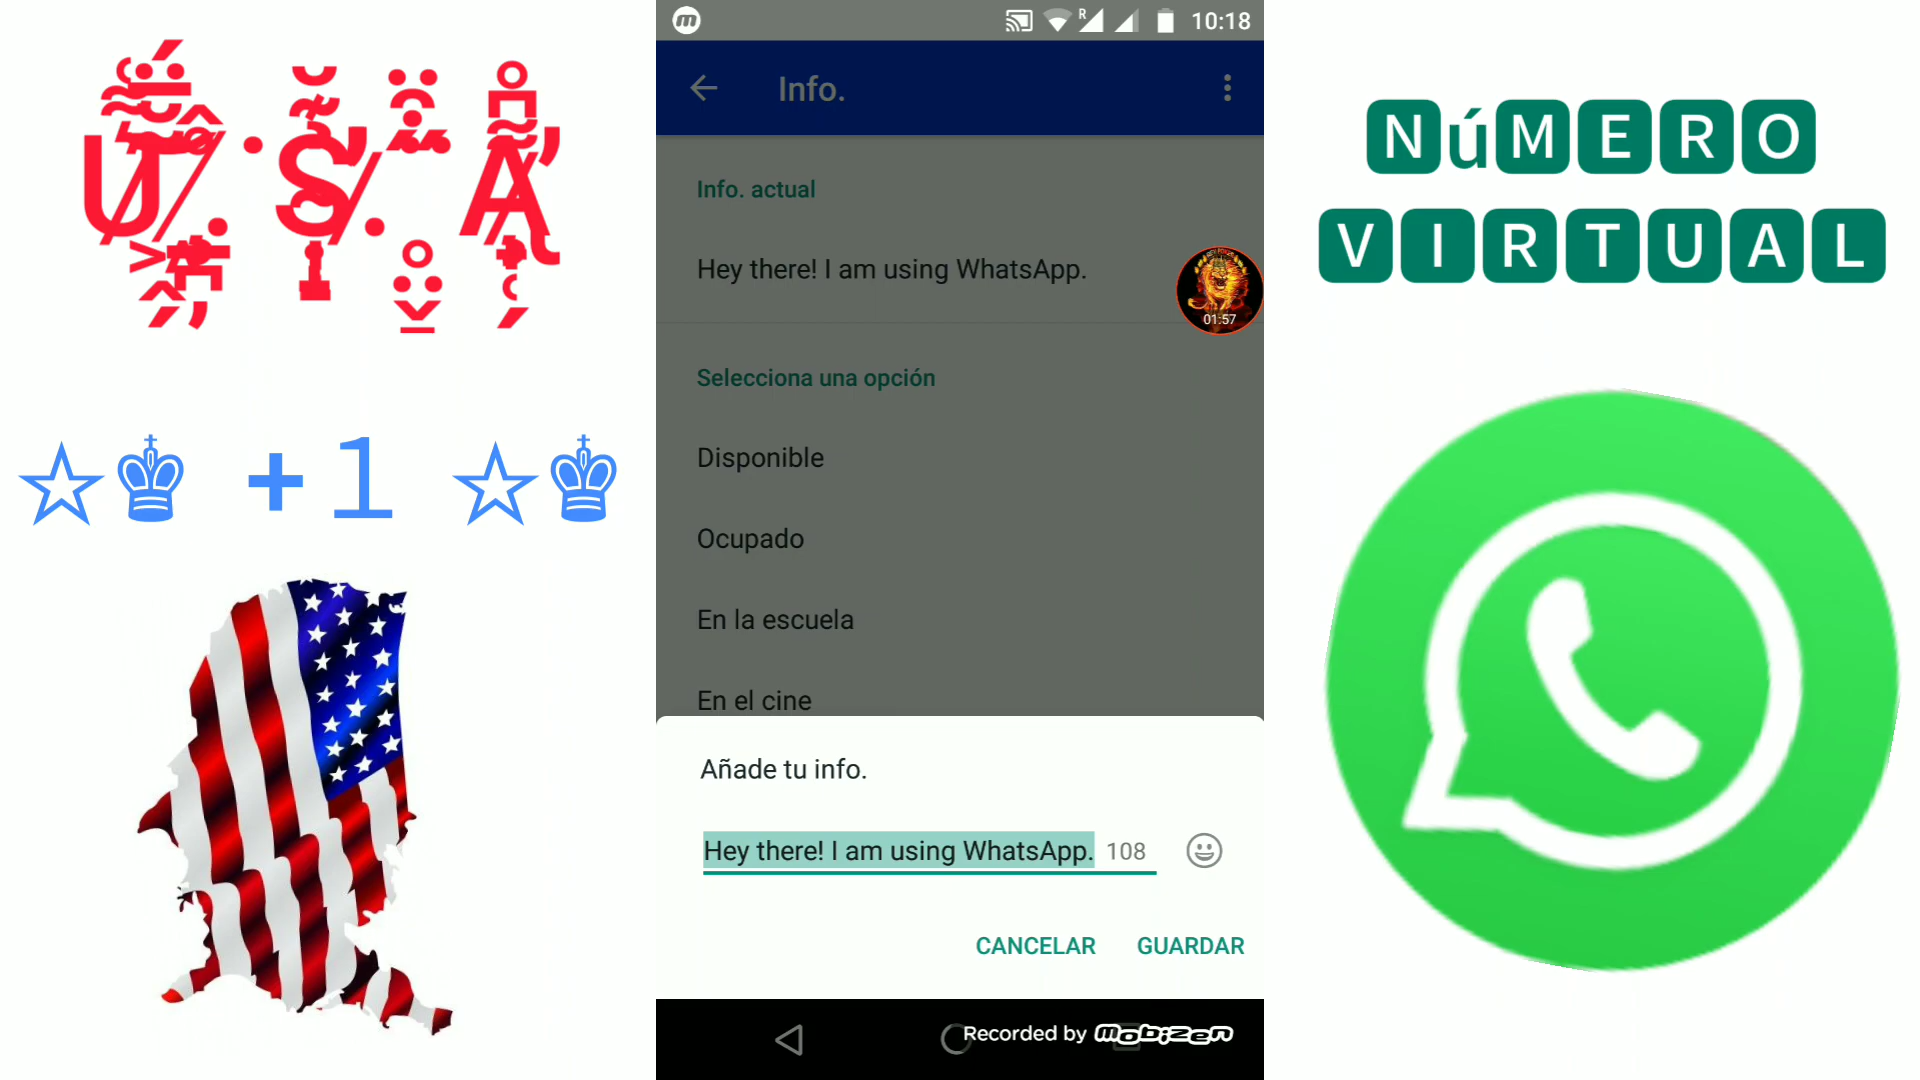 U.S.A
☆♔ +1 ☆♔
10:18
R
Info.
Info. actual
Hey there! I am using WhatsApp.
01:57
Selecciona una opción
Disponible
Ocupado
En la escuela
En el cine
Añade tu info.
Hey there! I am using WhatsApp. 108
CANCELAR GUARDAR
Recorded by mobizen
NúMERO
VIRTUAL